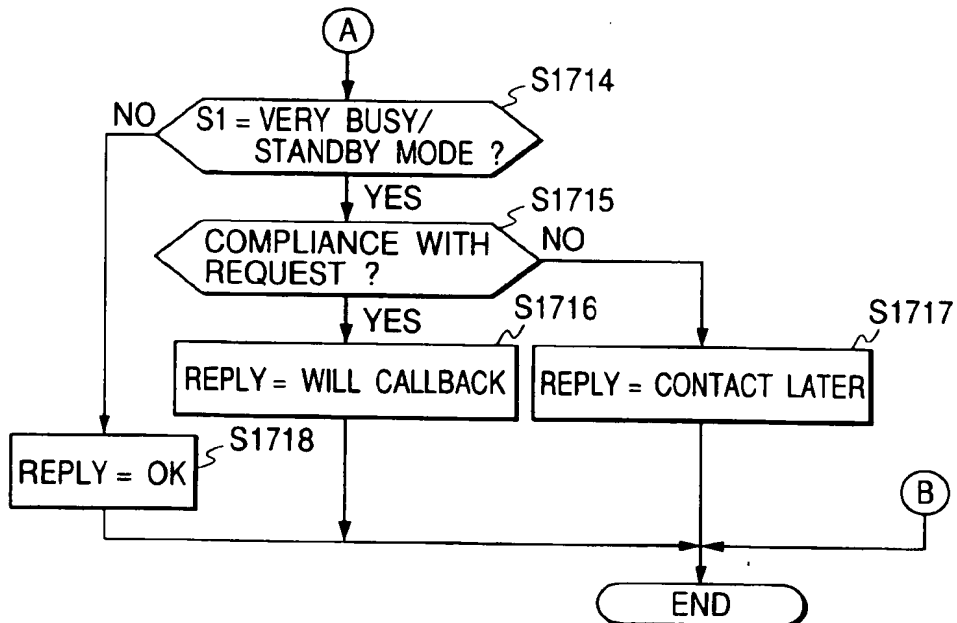 A
S1714
NO
S1 = VERY BUSY/
STANDBY MODE ?
YES
S1715
COMPLIANCE WITH
REQUEST ?
NO
YES
S1716
S1717
REPLY = WILL CALLBACK
REPLY = CONTACT LATER
S1718
REPLY = OK
B
END